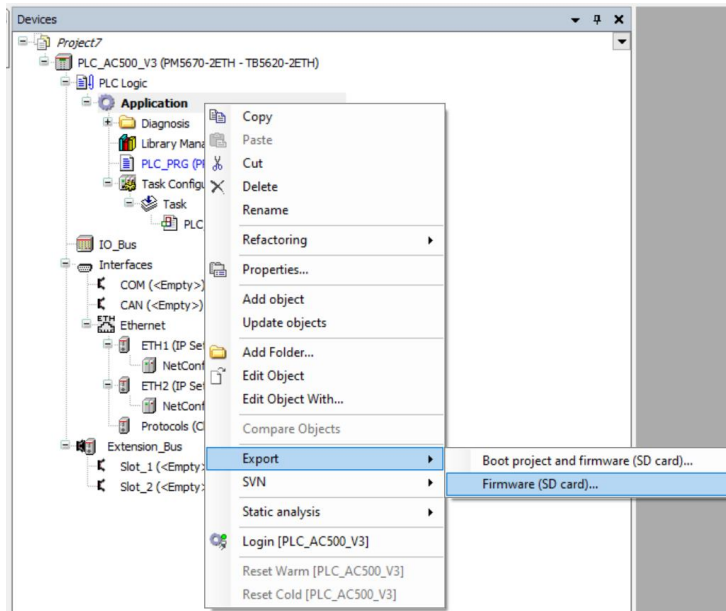 Devices
Project7
PLC_AC500_V3 (PM5670-2ETH - TB5620-2ETH)
PLC Logic
Application
Diagnosis
Library Mana
PLC_PRG (P
Task Configu
Task
PLC
IO_Bus
Interfaces
COM (<Empty>)
CAN (<Empty>)
ETH Ethernet
ETH1 (IP Set
NetConf
ETH2 (IP Set
NetConf
Protocols (Cl
Extension_Bus
Slot_1 (<Empty>
Slot_2 (<Empty>
Copy
Paste
Cut
Delete
Rename
Refactoring
Properties...
Add object
Update objects
Add Folder...
Edit Object
Edit Object With...
Compare Objects
Export
SVN
Static analysis
Login [PLC_AC500_V3]
Reset Warm [PLC_AC500_V3]
Reset Cold [PLC_AC500_V3]
Boot project and firmware (SD card)...
Firmware (SD card)...